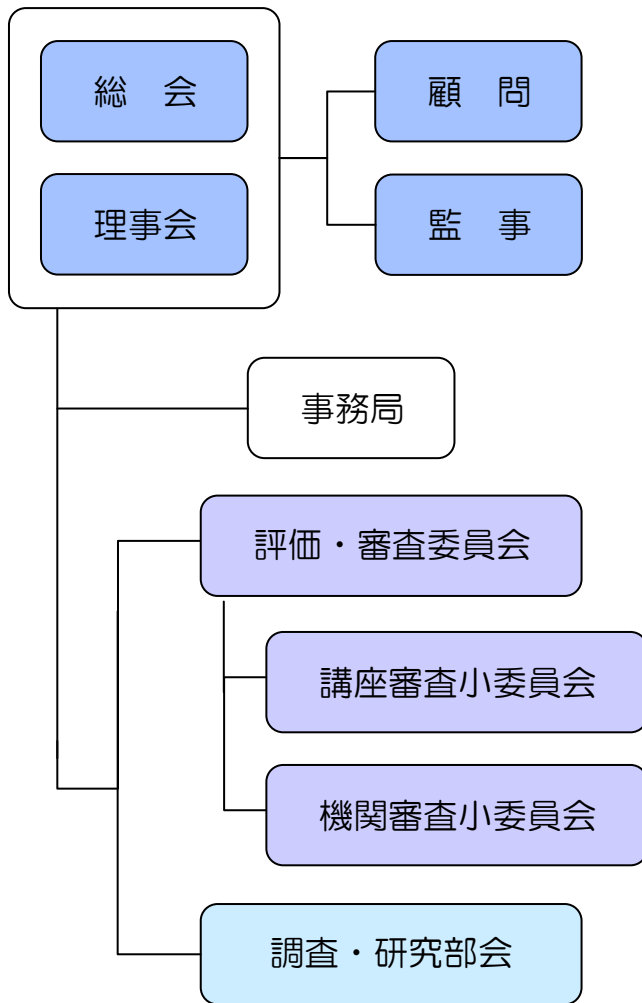 総　会
顧　問
理事会
監　事
事務局
評価・審査委員会
講座審査小委員会
機関審査小委員会
調査・研究部会